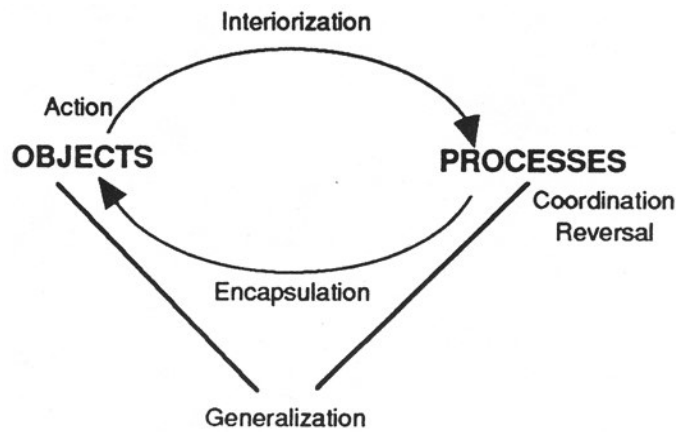 Interiorization
Action
OBJECTS
PROCESSES
Coordination
Reversal
Encapsulation
Generalization